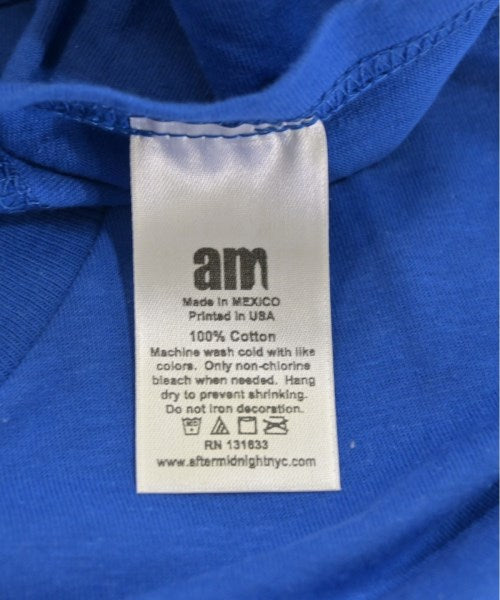 am
Made in MEXICO
Printed in USA
100% Cotton
Machine wash cold with like
colors. Only non-chlorine
bleach when needed. Hang
dry to prevent shrinking.
Do not iron decoration.
RN 131633
www.aftermidnightnyc.com